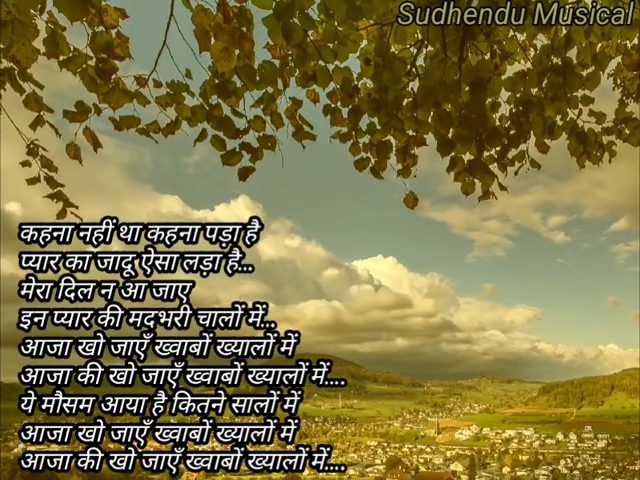 Sudhendu Musical
कहना नहीं था कहना पड़ा है
प्यार का जादू ऐसा लड़ा है...
मेरा दिल न आ जाए
इन प्यार की मदभरी चालों में...
आजा खो जाएँ ख्वाबों ख्यालों में
आजा की खो जाएँ ख्वाबों ख्यालों में....
ये मौसम आया है कितने सालों में
आजा खो जाएँ ख्वाबों ख्यालों में
आजा की खो जाएँ ख्वाबों ख्यालों में....